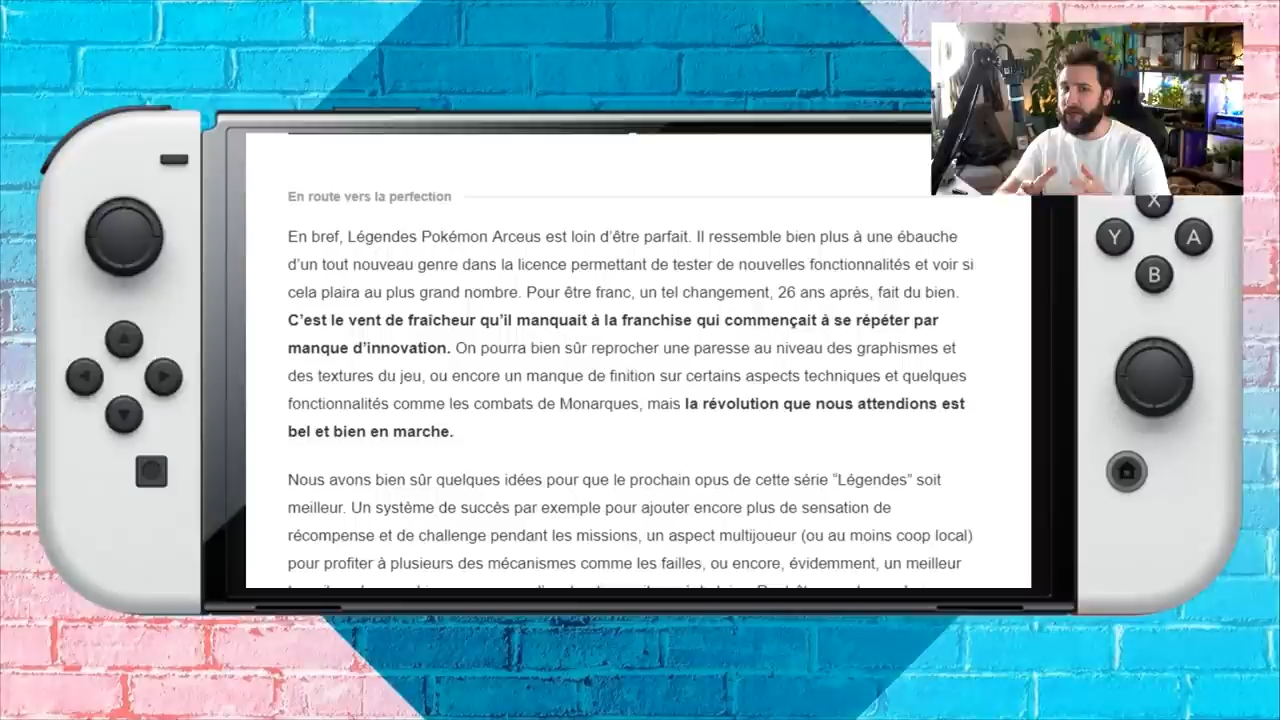 En route vers la perfection
En bref, Légendes Pokémon Arceus est loin d’être parfait. Il ressemble bien plus à une ébauche
d’un tout nouveau genre dans la licence permettant de tester de nouvelles fonctionnalités et voir si
cela plaira au plus grand nombre. Pour être franc, un tel changement, 26 ans après, fait du bien.
C’est le vent de fraîcheur qu’il manquait à la franchise qui commençait à se répéter par
manque d’innovation. On pourra bien sûr reprocher une paresse au niveau des graphismes et
des textures du jeu, ou encore un manque de finition sur certains aspects techniques et quelques
fonctionnalités comme les combats de Monarques, mais la révolution que nous attendions est
bel et bien en marche.
Nous avons bien sûr quelques idées pour que le prochain opus de cette série “Légendes” soit
meilleur. Un système de succès par exemple pour ajouter encore plus de sensation de
récompense et de challenge pendant les missions, un aspect multijoueur (ou au moins coop local)
pour profiter à plusieurs des mécanismes comme les failles, ou encore, évidemment, un meilleur
X
Y
A
B